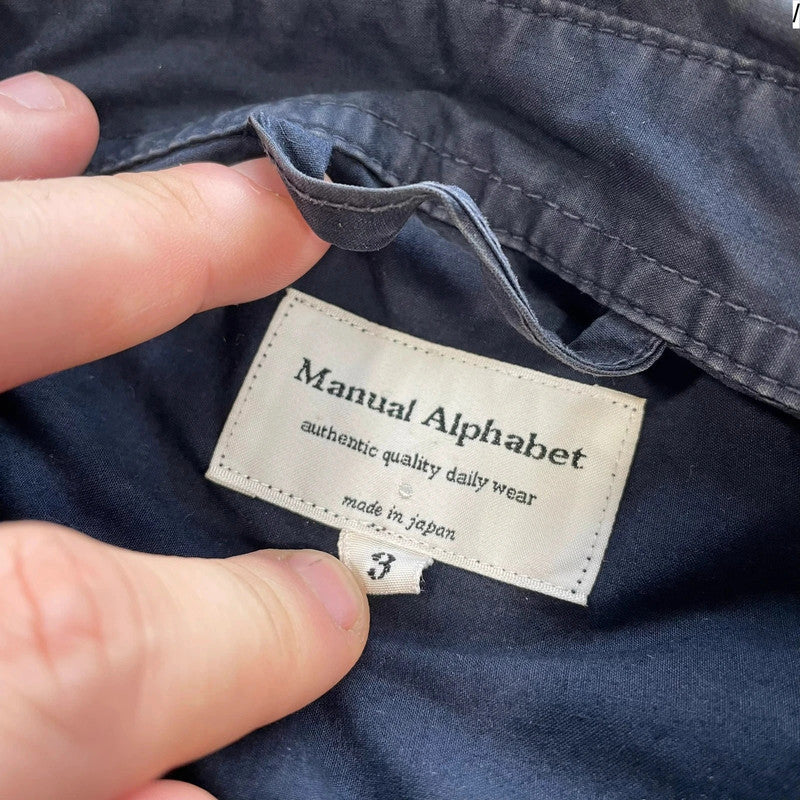 Manual Alphabet
authentic quality daily wear
made in japan
3